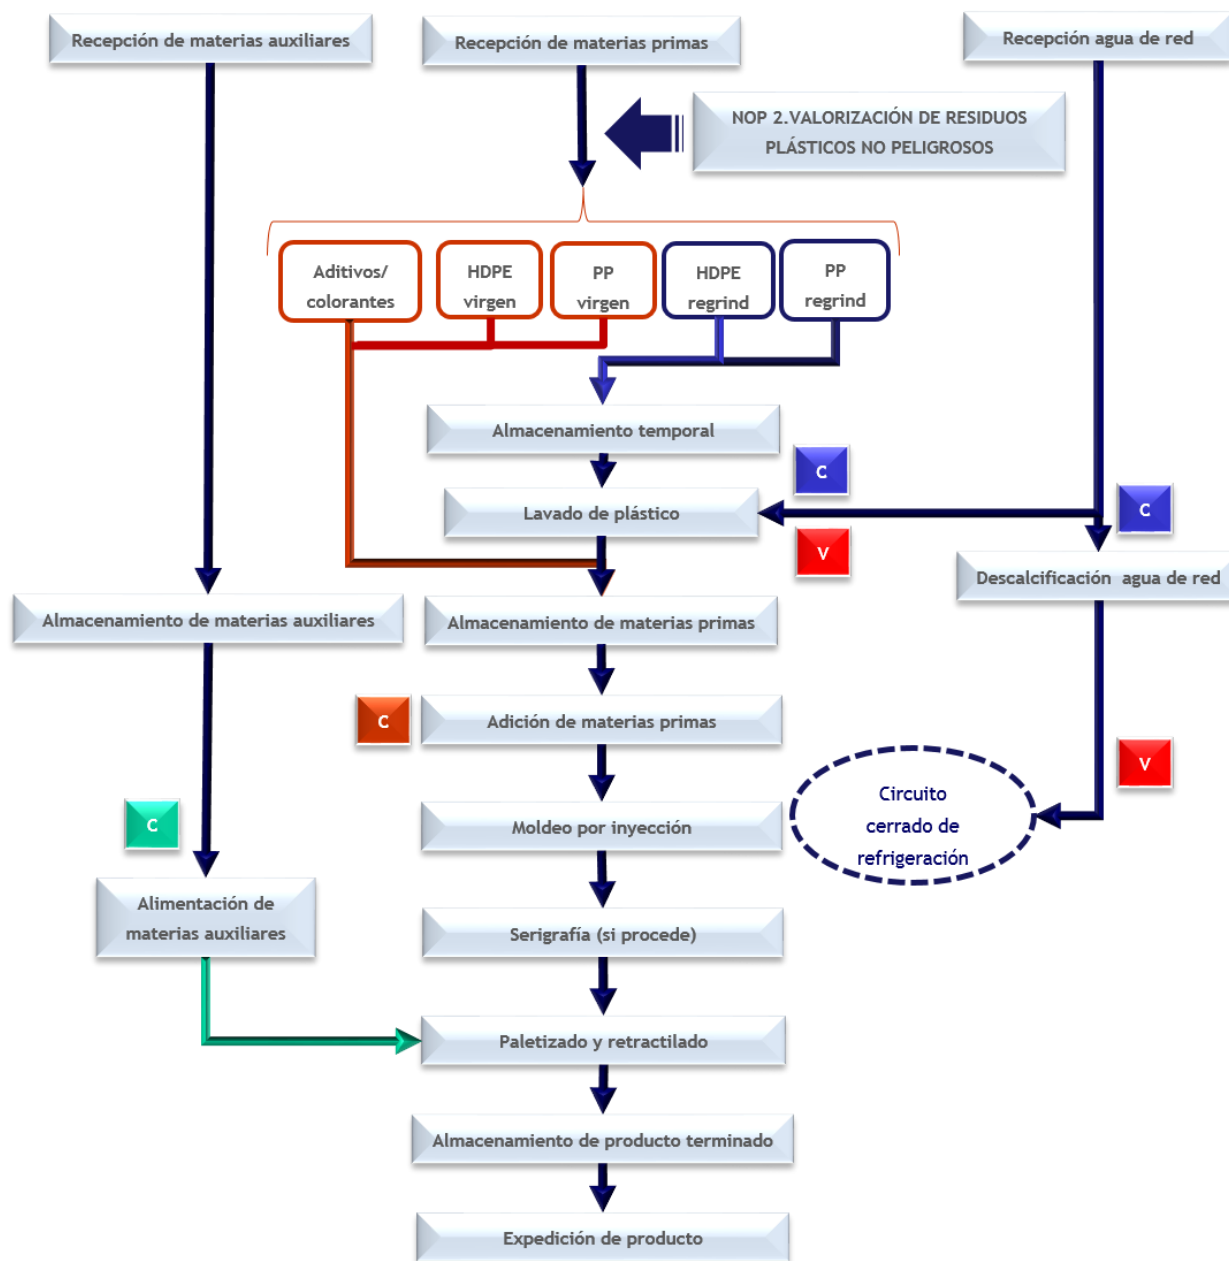 Recepción de materias auxiliares
Recepción de materias primas
Recepción agua de red
NOP 2.VALORIZACIÓN DE RESIDUOS
PLÁSTICOS NO PELIGROSOS
Aditivos/
colorantes
HDPE
virgen
PP
virgen
HDPE
regrind
PP
regrind
Almacenamiento temporal
C
Lavado de plástico
C
V
Descalcificación agua de red
Almacenamiento de materias auxiliares
Almacenamiento de materias primas
C
Adición de materias primas
V
Circuito
cerrado de
refrigeración
C
Moldeo por inyección
Alimentación de
materias auxiliares
Serigrafía (si procede)
Paletizado y retractilado
Almacenamiento de producto terminado
Expedición de producto